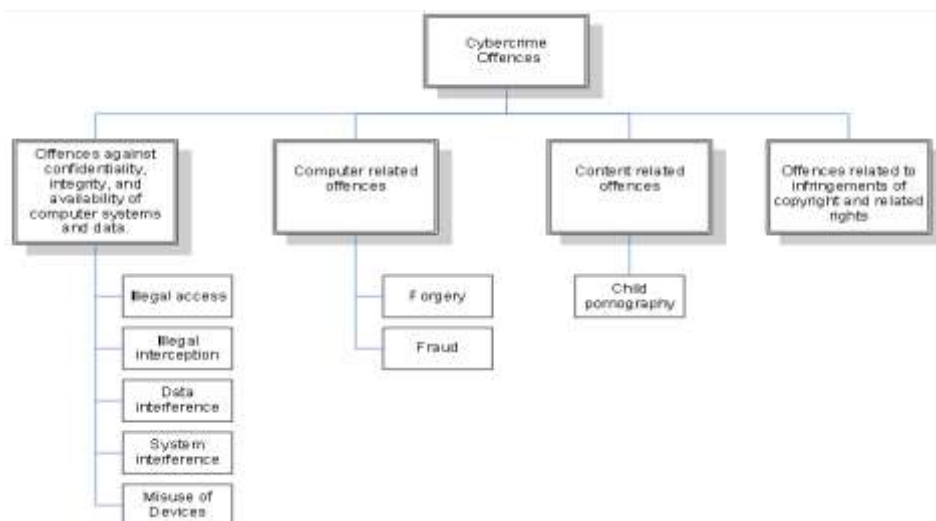 Cybercrime
Offences
Offences against
confidentiality,
integrity, and
availability of
computer systems
and data.
Computer related
offences
Content related
offences
Offences related to
infringements of
copyright and related
rights
Illegal access
Illegal
interception
Data
interference
System
interference
Misuse of
Devices
Forgery
Fraud
Child
pornography